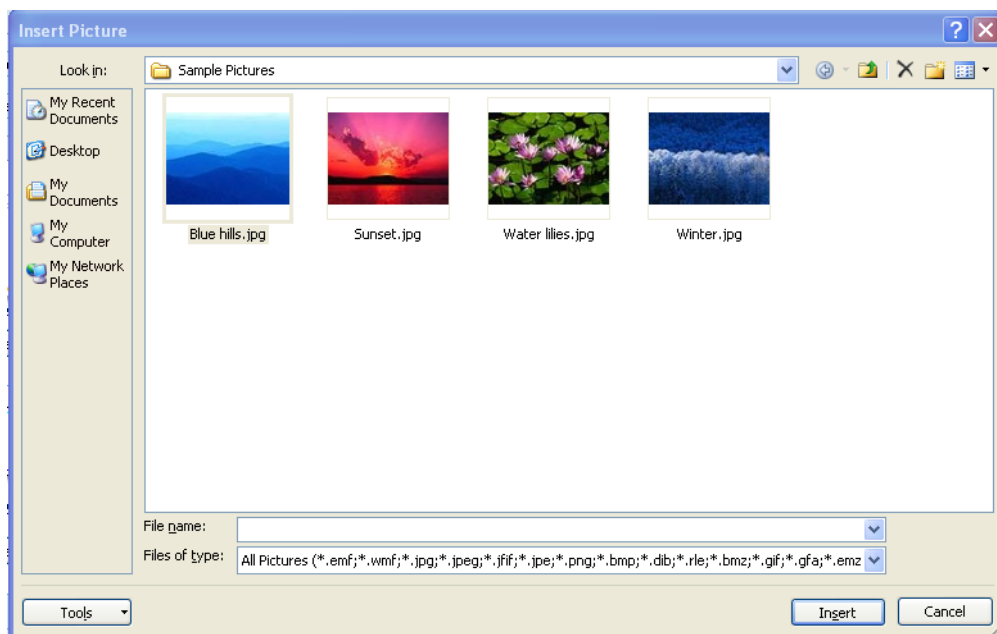 Insert Picture
Look in:
Sample Pictures
My Recent
Documents
Desktop
My
Documents
My
Computer
My Network
Places
Blue hills.jpg
Sunset.jpg
Water lilies.jpg
Winter.jpg
File name:
Files of type:
All Pictures (*.emf;*.wmf;*.jpg;*.jpeg;*.jfif;*.jpe;*.png;*.bmp;*.dib;*.rle;*.bmz;*.gif;*.gfa;*.emz
Tools
Insert
Cancel